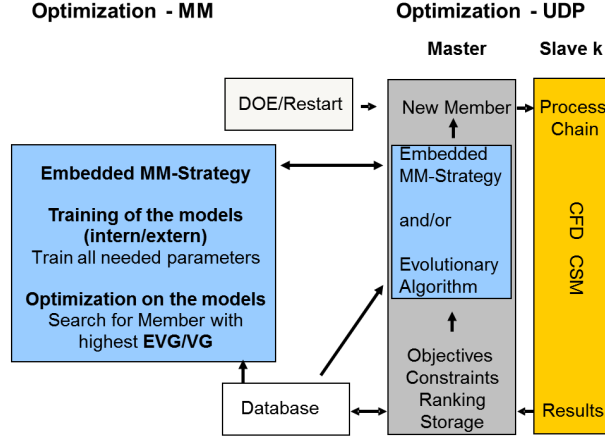 Optimization - MM
Optimization - UDP
Master
Slave k
DOE/Restart
New Member
Process
Chain
Embedded MM-Strategy
Training of the models
(intern/extern)
Train all needed parameters
Optimization on the models
Search for Member with
highest EVG/VG
Embedded
MM-Strategy
and/or
Evolutionary
Algorithm
CFD CSM
Objectives
Constraints
Ranking
Storage
Database
Results